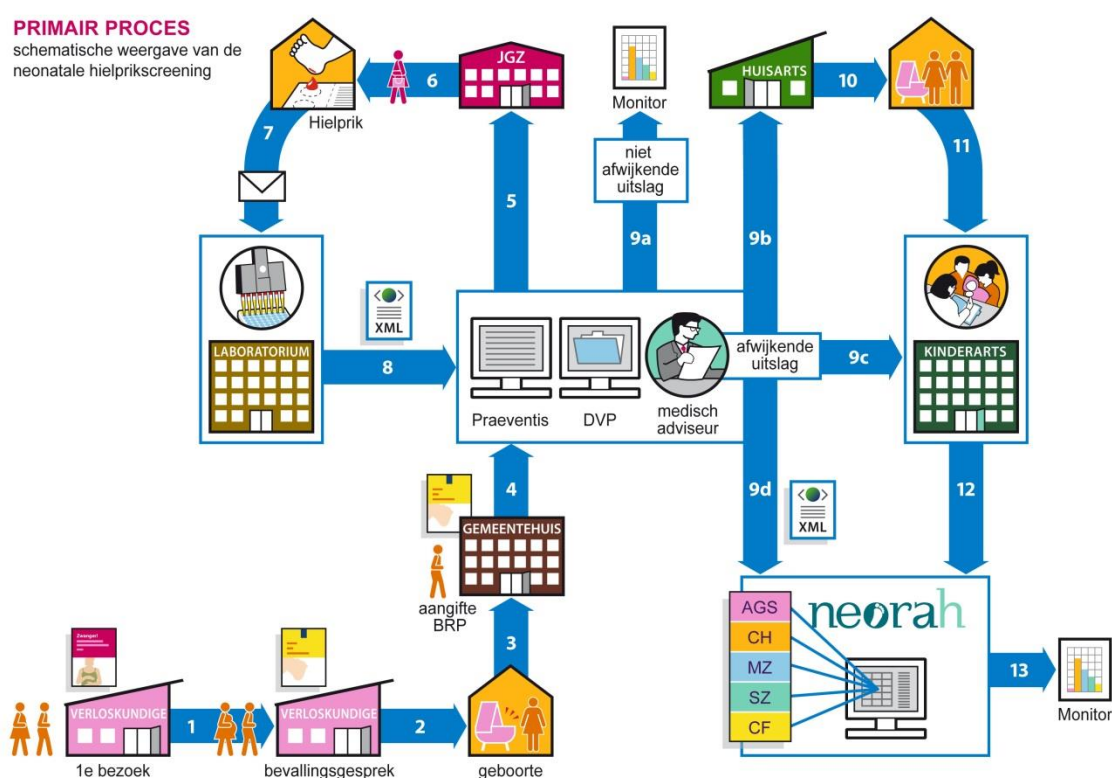 PRIMAIR PROCES
schematische weergave van de
neonatale hielprikscreening
Hielprik
6
JGZ
Monitor
HUISARTS
10
7
niet
afwijkende
uitslag
11
5
9a
9b
XML
LABORATORIUM
8
Praeventis
DVP
medisch
adviseur
afwijkende
uitslag
9c
KINDERARTS
4
9d
XML
12
GEMEENTEHUIS
aangifte
BRP
3
neorah
AGS
CH
MZ
SZ
CF
13
Monitor
Zwanger!
VERLOSKUNDIGE
1
VERLOSKUNDIGE
2
1e bezoek
bevallingsgesprek
geboorte